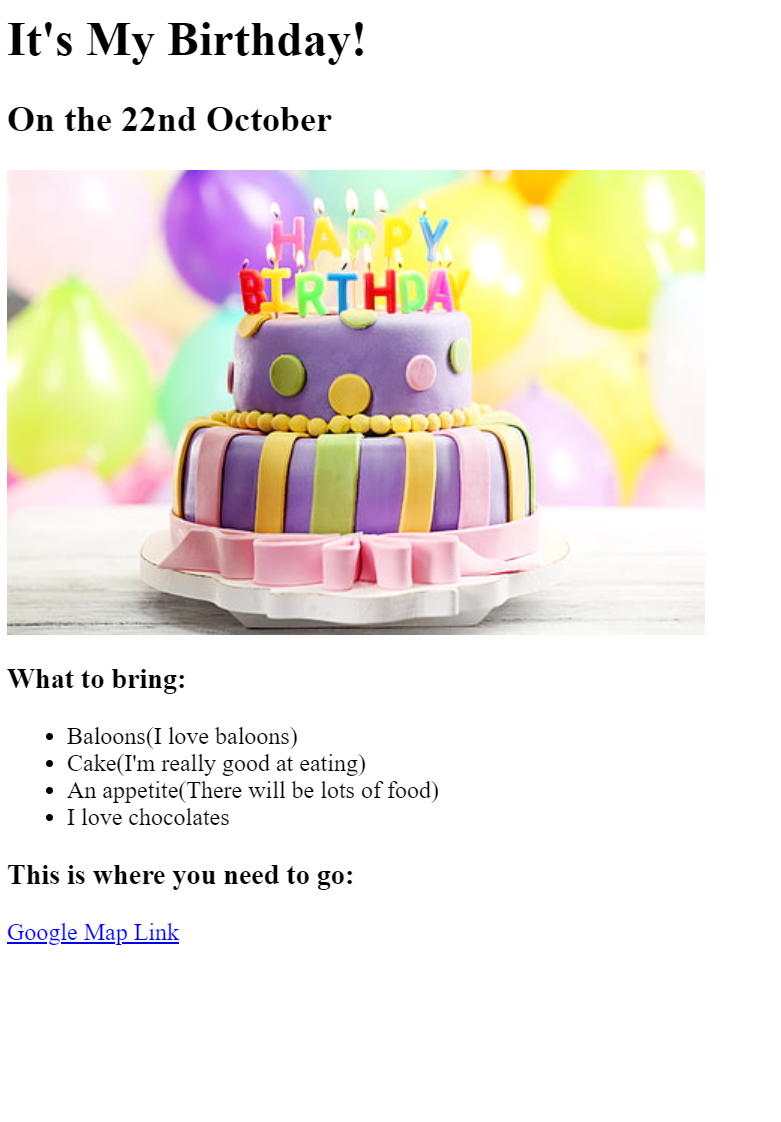 It's My Birthday!
On the 22nd October
HAPPY
BIRTHDAY
What to bring:
Baloons(I love baloons)
Cake(I'm really good at eating)
An appetite(There will be lots of food)
I love chocolates
This is where you need to go:
Google Map Link